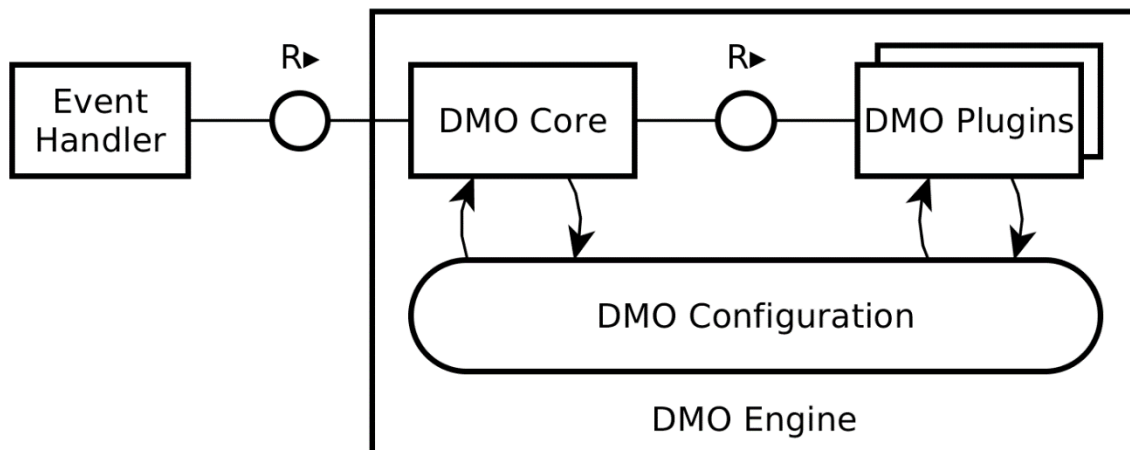 R▸
R▸
Event
Handler
DMO Core
DMO Plugins
DMO Configuration
DMO Engine